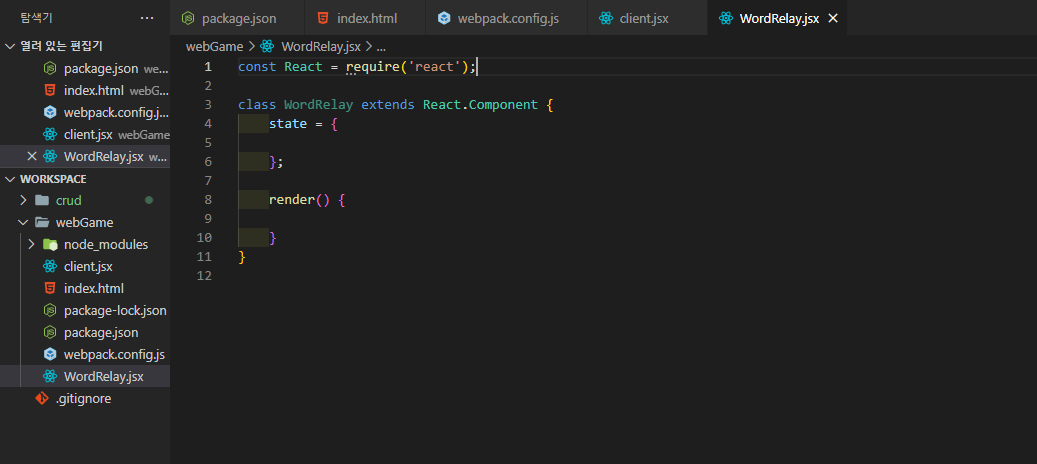 탐색기 ···
package.json index.html webpack.config.js client.jsx WordRelay.jsx
열려 있는 편집기
package.json we...
index.html webG...
webpack.config.j...
client.jsx webGame
WordRelay.jsx w...
WORKSPACE
crud
webGame
node_modules
client.jsx
index.html
package-lock.json
package.json
webpack.config.js
WordRelay.jsx
.gitignore
webGame > WordRelay.jsx > ...
1 const React = require('react');
2
3 class WordRelay extends React.Component {
4     state = {
5
6     };
7
8     render() {
9
10     }
11 }
12